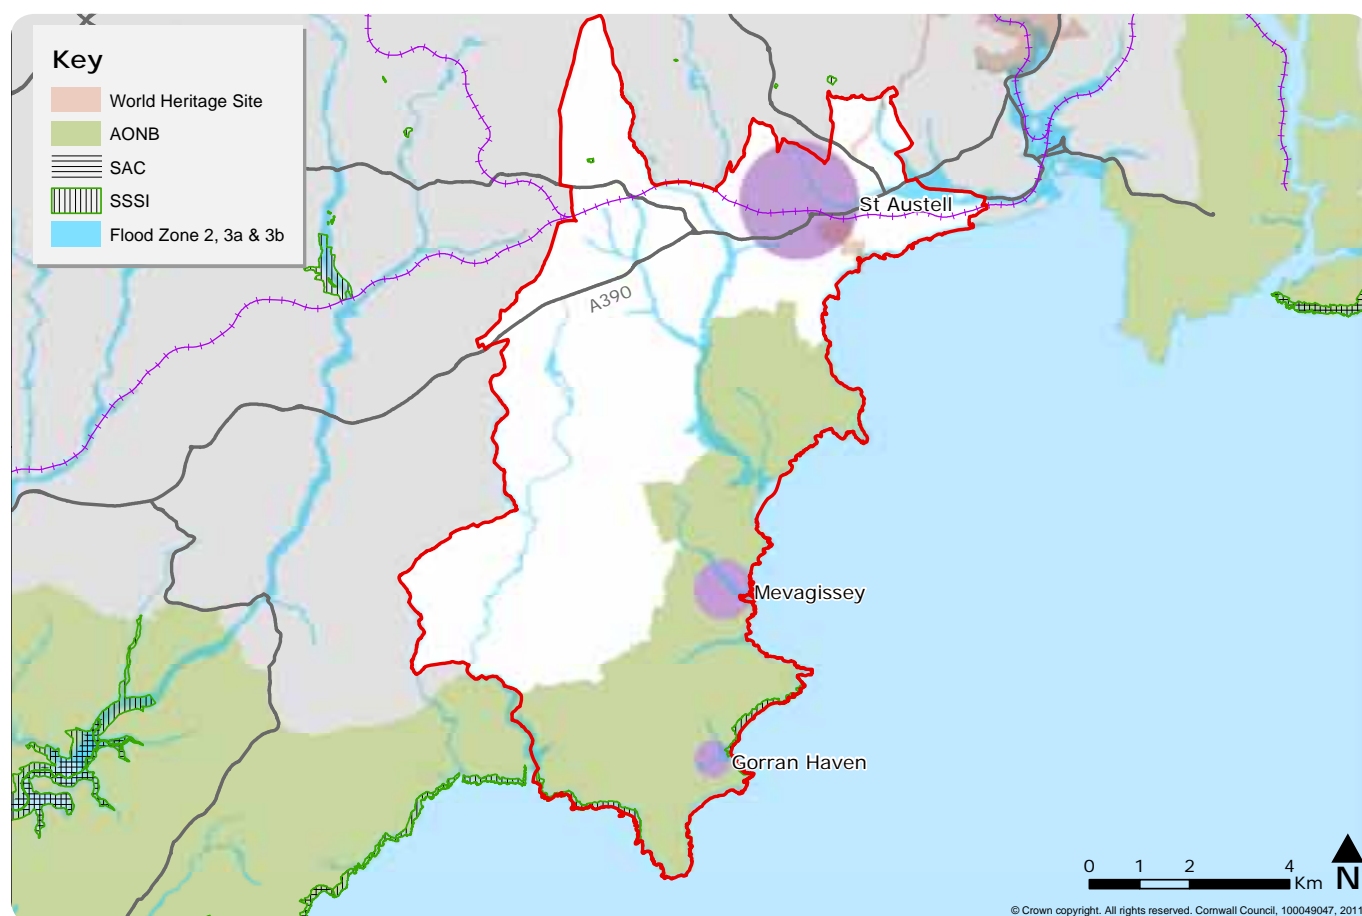 Key
World Heritage Site
AONB
SAC
SSSI
Flood Zone 2, 3a & 3b
St Austell
A390
Mevagissey
Gorran Haven
0 1 2 4
Km
N
© Crown copyright. All rights reserved. Cornwall Council, 100049047, 2011